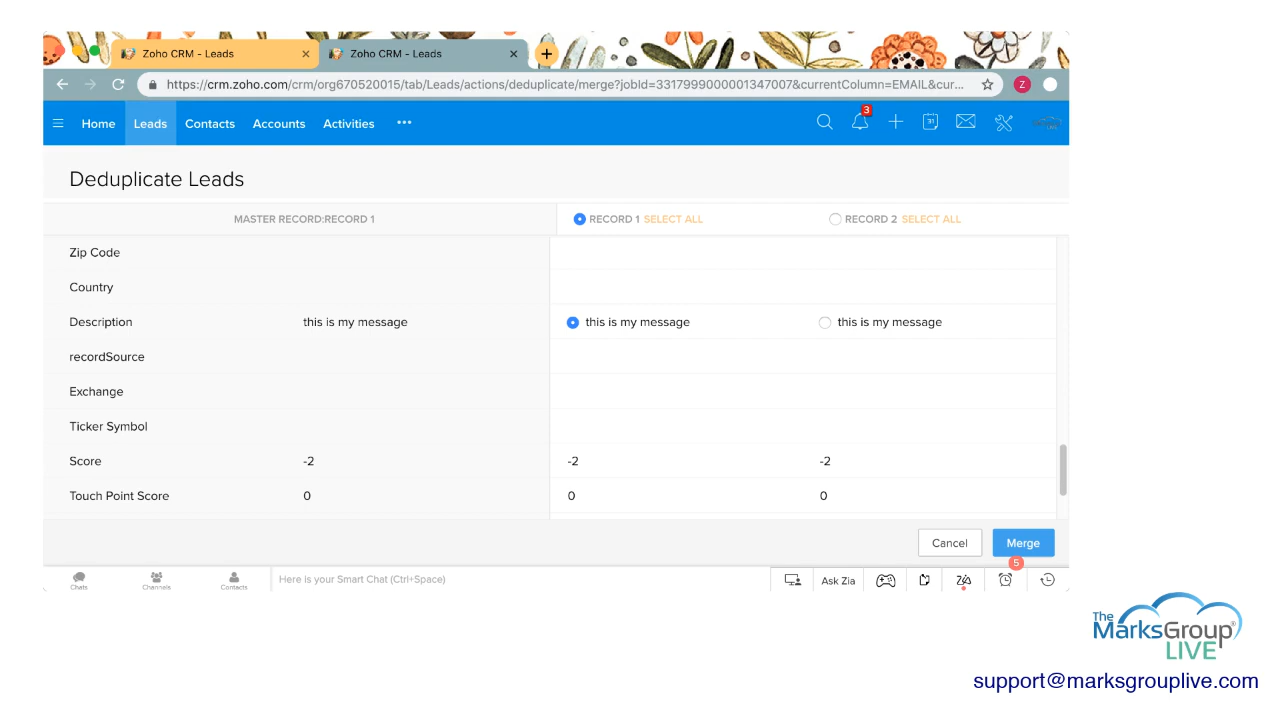 Zoho CRM - Leads × Zoho CRM - Leads × +
https://crm.zoho.com/crm/org670520015/tab/Leads/actions/deduplicate/merge?jobId=3317999000001347007&currentColumn=EMAIL&cur... Z
Home Leads Contacts Accounts Activities ••• 3 31
Deduplicate Leads
MASTER RECORD:RECORD 1 RECORD 1 SELECT ALL RECORD 2 SELECT ALL
Zip Code
Country
Description this is my message this is my message this is my message
recordSource
Exchange
Ticker Symbol
Score -2 -2 -2
Touch Point Score 0 0 0
Cancel Merge
5
Chats Channels Contacts Here is your Smart Chat (Ctrl+Space) Ask Zia
The
MarksGroup®
LIVE
support@marksgrouplive.com